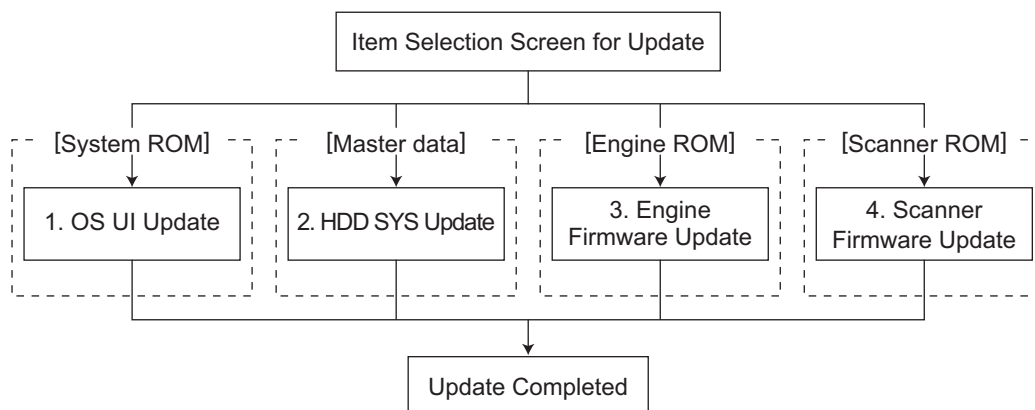 Item Selection Screen for Update
[System ROM]
[Master data]
[Engine ROM]
[Scanner ROM]
1. OS UI Update
2. HDD SYS Update
3. Engine
Firmware Update
4. Scanner
Firmware Update
Update Completed